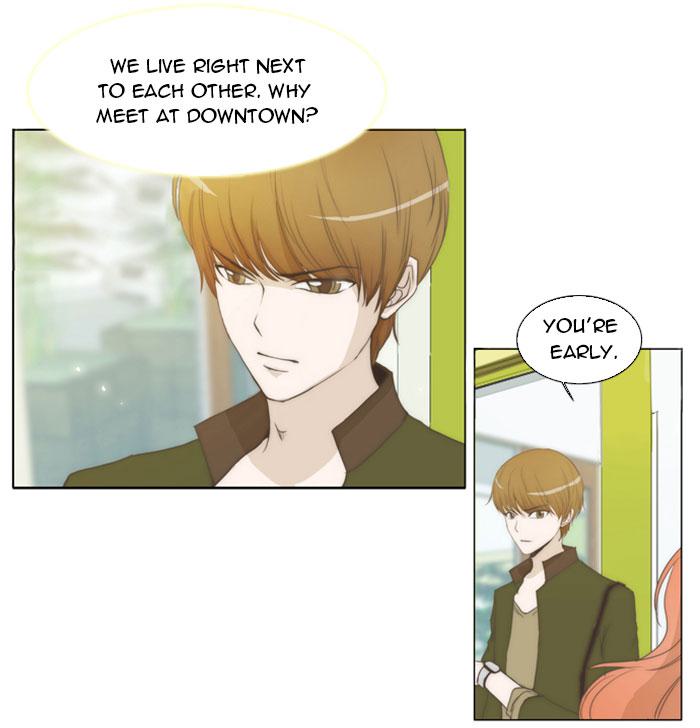 WE LIVE RIGHT NEXT
TO EACH OTHER. WHY
MEET AT DOWNTOWN?
YOU'RE
EARLY.